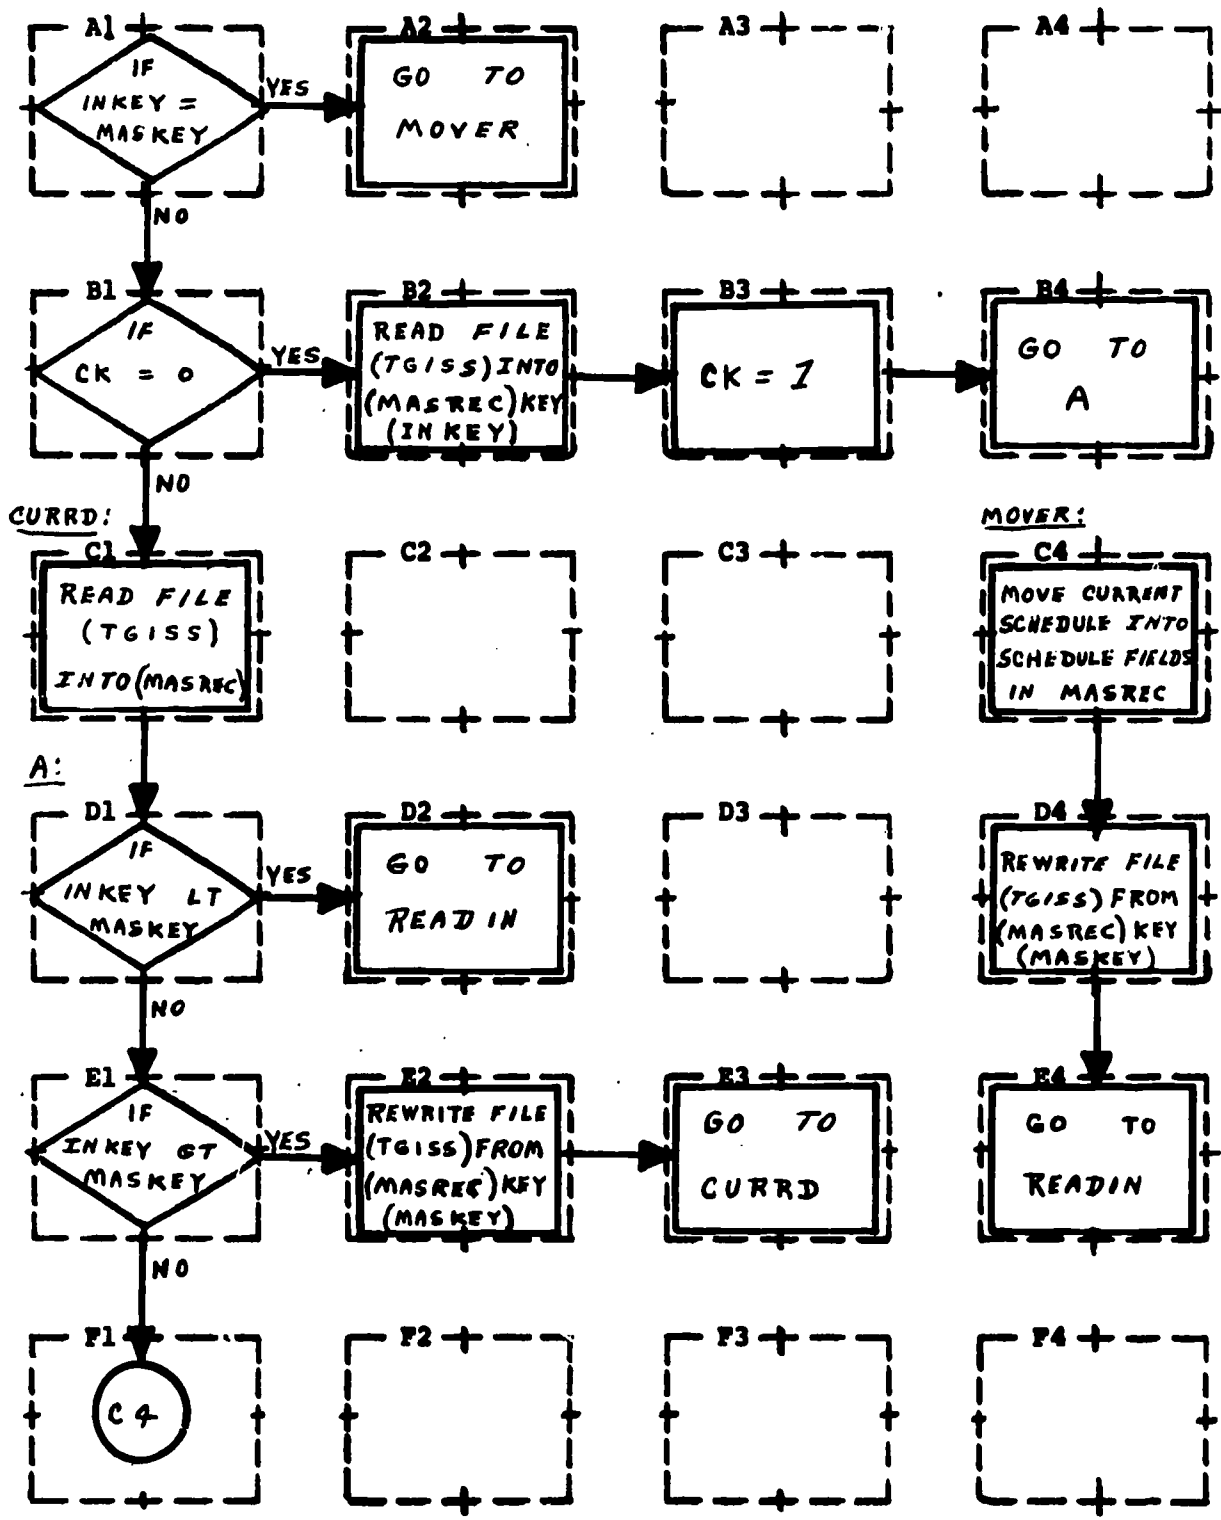 A1
IF
INKEY =
MASKEY
YES
A2
GO TO
MOVER
A3
A4
NO
B1
IF
CK = 0
YES
B2
READ FILE
(TGISS) INTO
(MASREC) KEY
(INKEY)
B3
CK = 1
B4
GO TO
A
NO
CURRD:
C1
READ FILE
(TGISS)
INTO (MASREC)
C2
C3
MOVER:
C4
MOVE CURRENT
SCHEDULE INTO
SCHEDULE FIELDS
IN MASREC
A:
D1
IF
INKEY LT
MASKEY
YES
D2
GO TO
READIN
D3
D4
REWRITE FILE
(TGISS) FROM
(MASREC) KEY
(MASKEY)
NO
E1
IF
INKEY GT
MASKEY
YES
E2
REWRITE FILE
(TGISS) FROM
(MASREC) KEY
(MASKEY)
E3
GO TO
CURRD
E4
GO TO
READIN
NO
F1
C4
F2
F3
F4